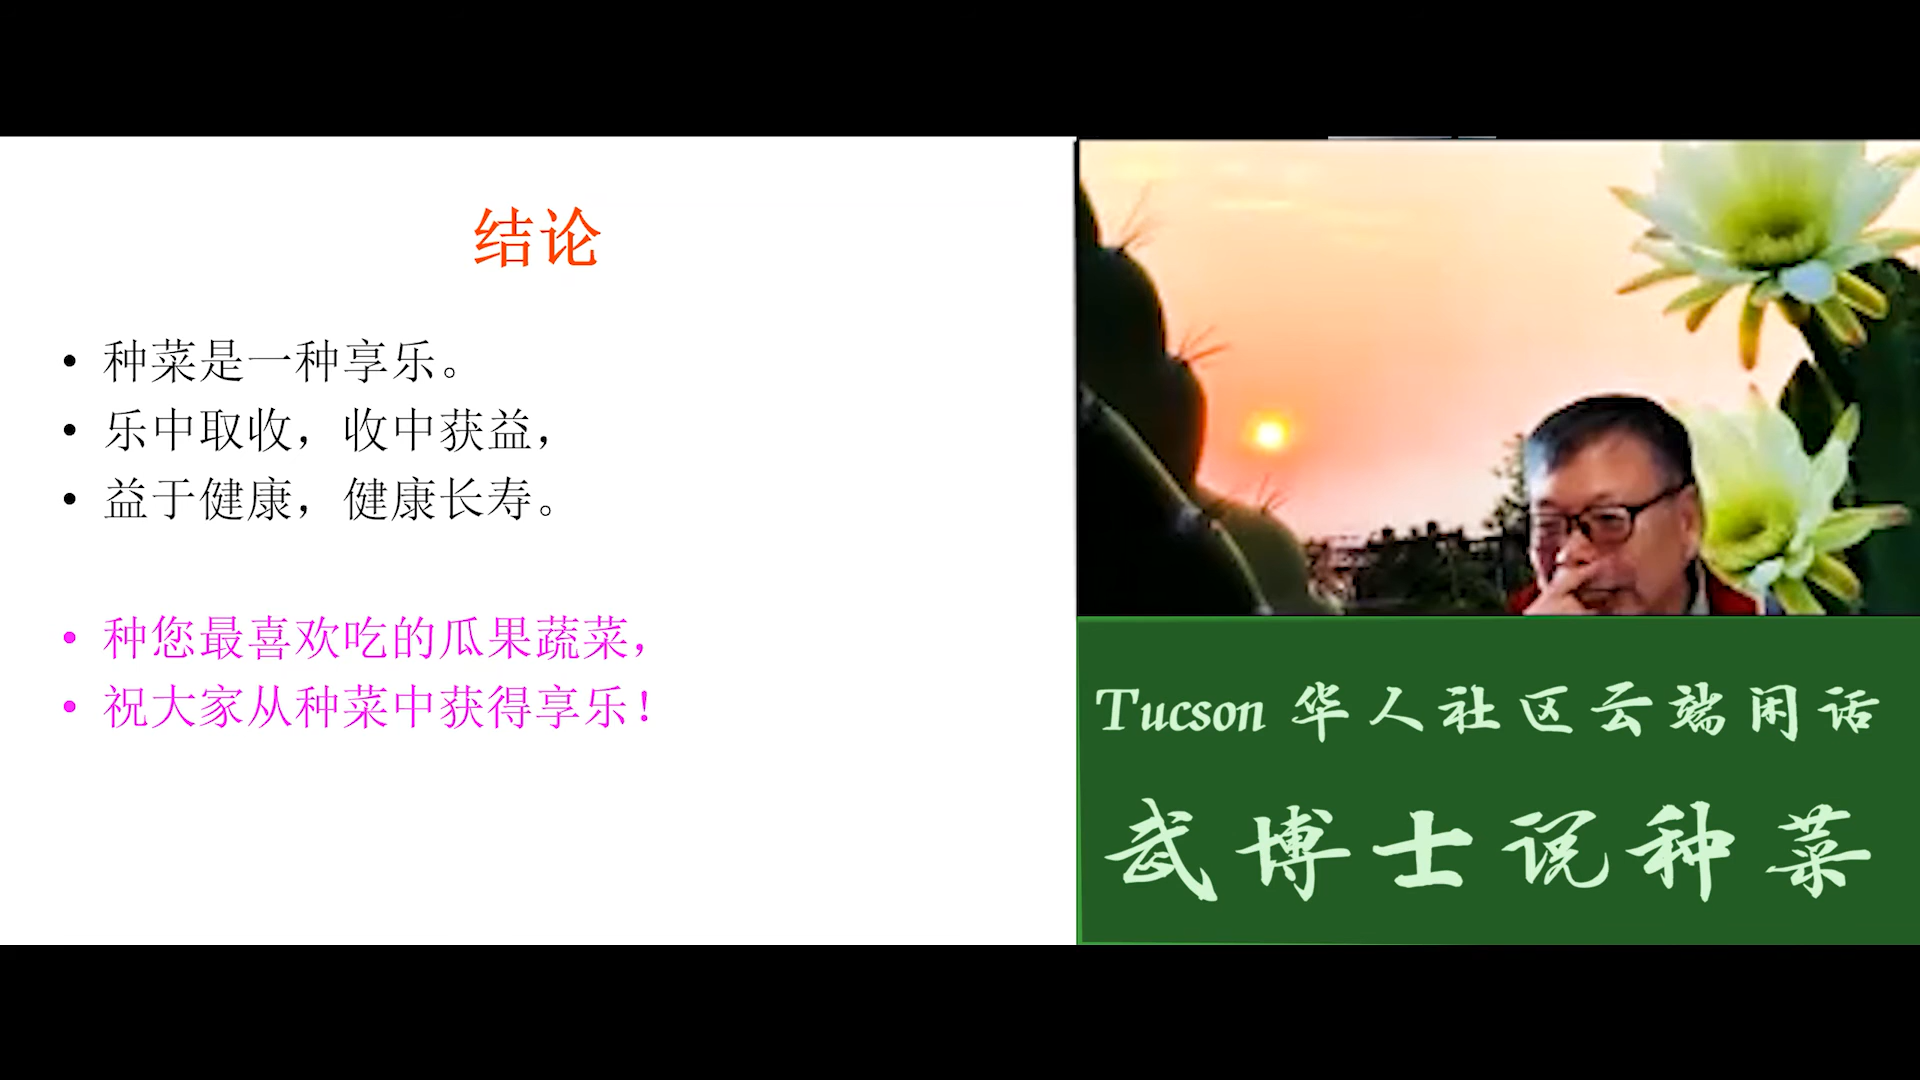 结论
• 种菜是一种享乐。
• 乐中取收，收中获益，
• 益于健康，健康长寿。
• 种您最喜欢吃的瓜果蔬菜，
• 祝大家从种菜中获得享乐！
Tucson 华人社区云端闲话
武博士说种菜